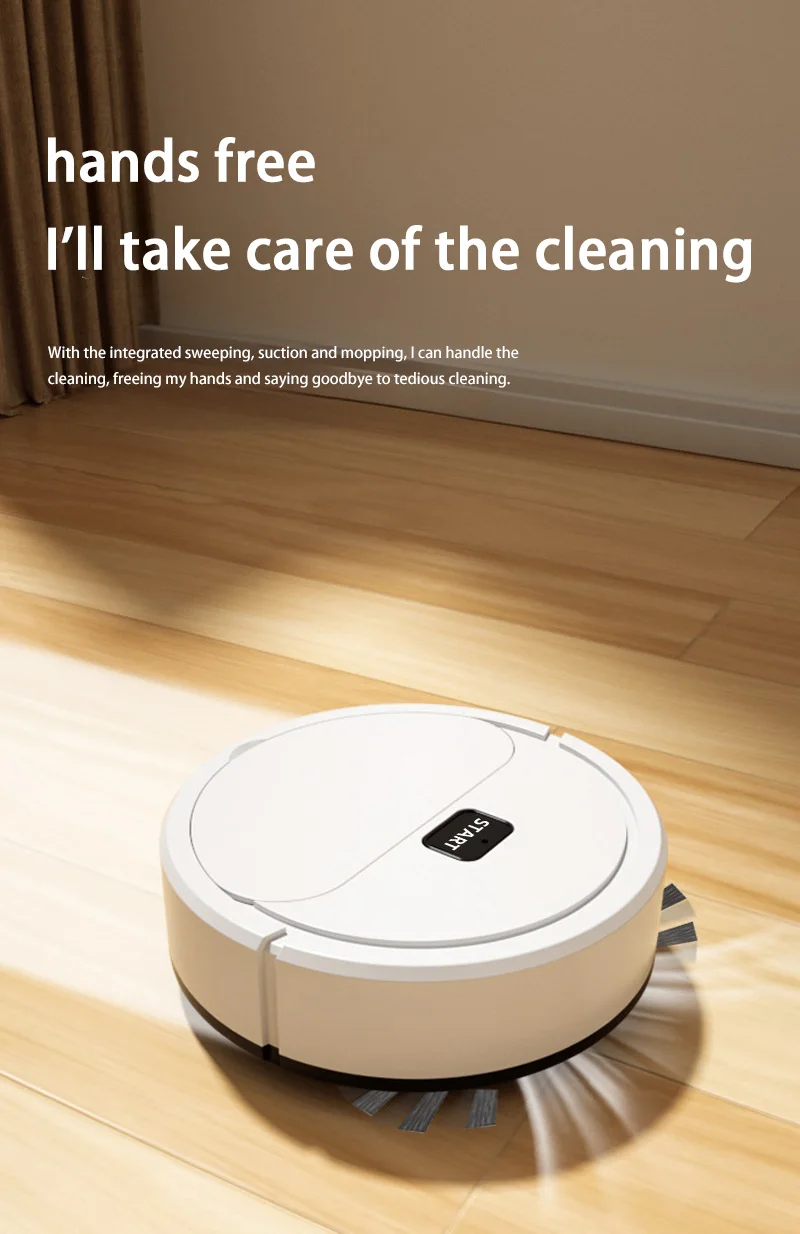 hands free
I'll take care of the cleaning
With the integrated sweeping, suction and mopping, I can handle the
cleaning, freeing my hands and saying goodbye to tedious cleaning.
START